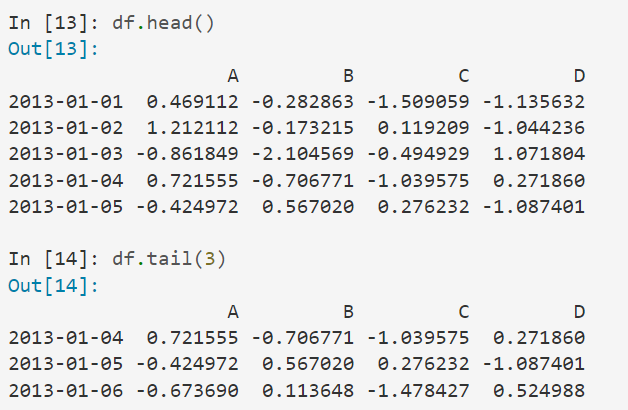 In [13]: df.head()
Out[13]:
                   A         B         C         D
2013-01-01  0.469112 -0.282863 -1.509059 -1.135632
2013-01-02  1.212112 -0.173215  0.119209 -1.044236
2013-01-03 -0.861849 -2.104569 -0.494929  1.071804
2013-01-04  0.721555 -0.706771 -1.039575  0.271860
2013-01-05 -0.424972  0.567020  0.276232 -1.087401
In [14]: df.tail(3)
Out[14]:
                   A         B         C         D
2013-01-04  0.721555 -0.706771 -1.039575  0.271860
2013-01-05 -0.424972  0.567020  0.276232 -1.087401
2013-01-06 -0.673690  0.113648 -1.478427  0.524988